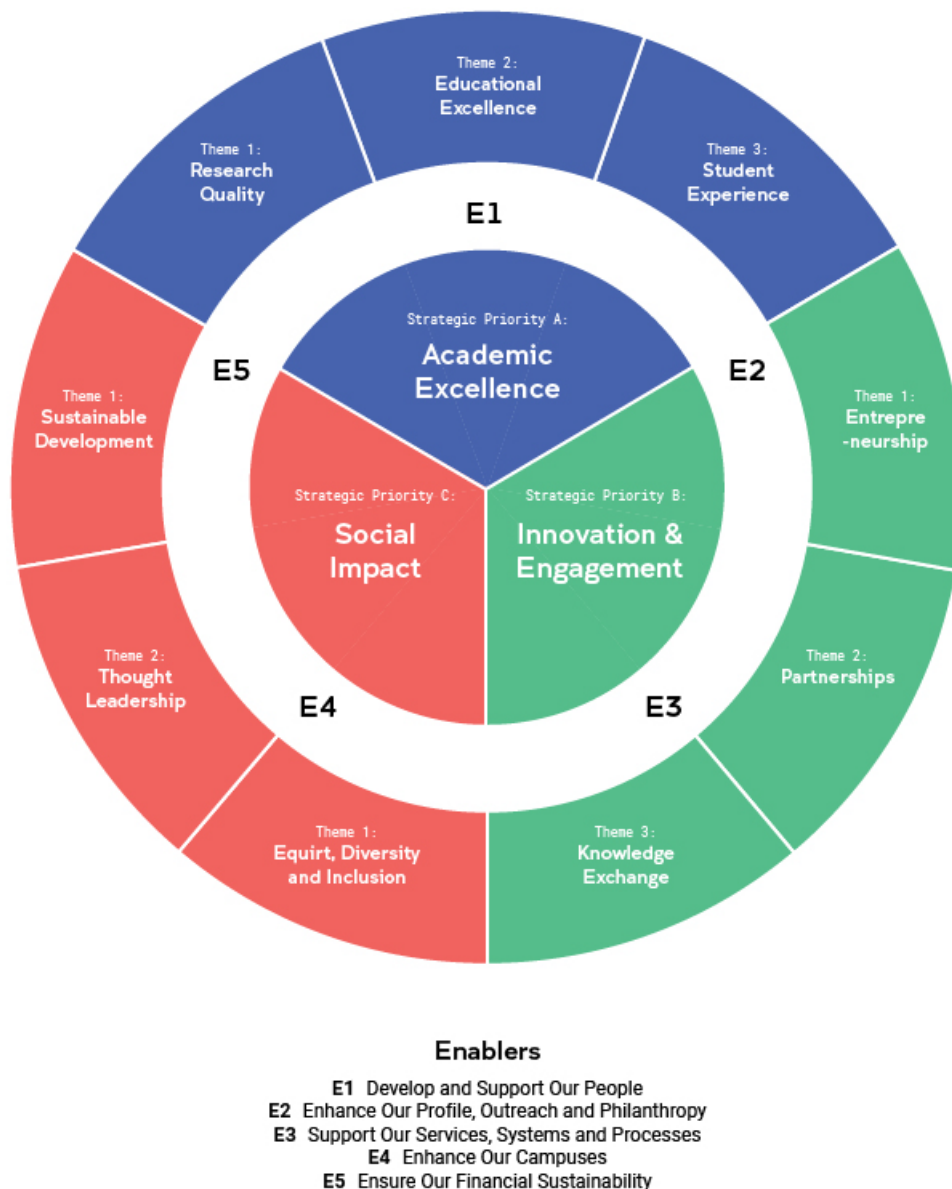 Theme 2:
Educational
Excellence
Theme 1:
Research
Quality
Theme 3:
Student
Experience
E1
Strategic Priority A:
Academic
Excellence
E5
E2
Theme 1:
Sustainable
Development
Theme 1:
Entrepre
-neurship
Strategic Priority C:
Social
Impact
Strategic Priority B:
Innovation &
Engagement
Theme 2:
Thought
Leadership
Theme 2:
Partnerships
E4
E3
Theme 1:
Equirt, Diversity
and Inclusion
Theme 3:
Knowledge
Exchange
Enablers
E1 Develop and Support Our People
E2 Enhance Our Profile, Outreach and Philanthropy
E3 Support Our Services, Systems and Processes
E4 Enhance Our Campuses
E5 Ensure Our Financial Sustainability